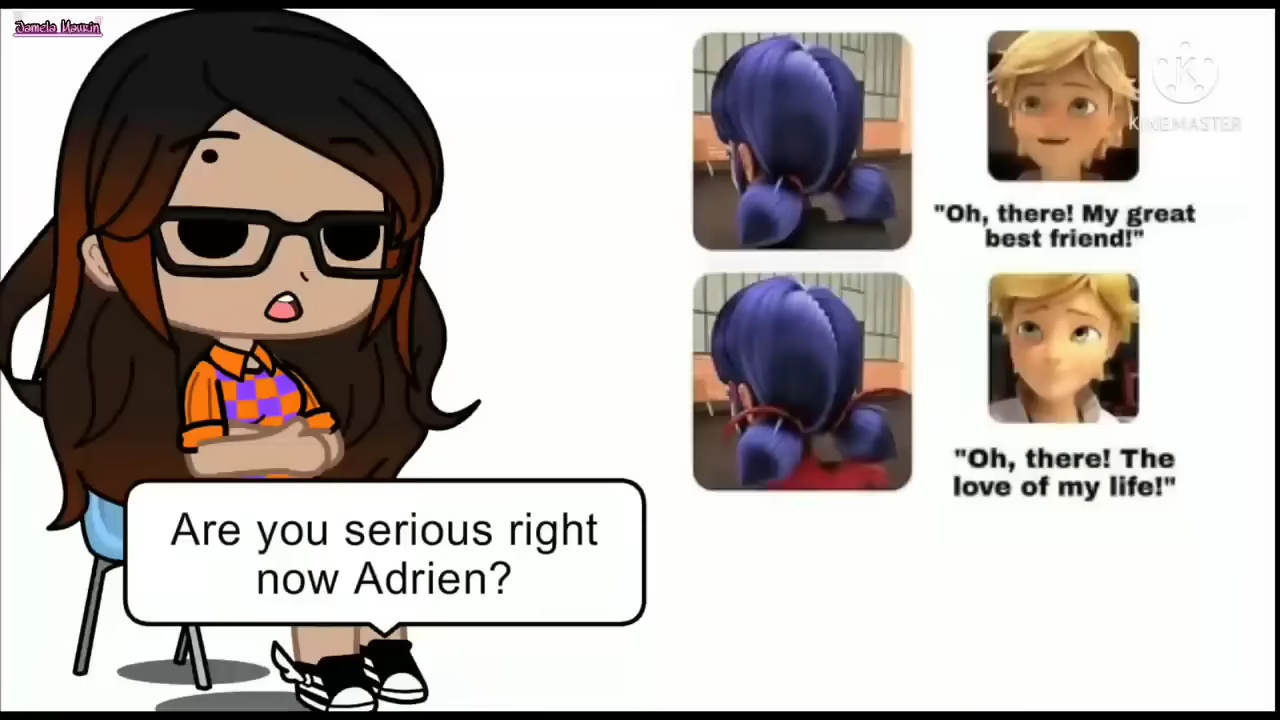 Jamela Maurin
KINEMASTER
"Oh, there! My great
best friend!"
"Oh, there! The
love of my life!"
Are you serious right
now Adrien?